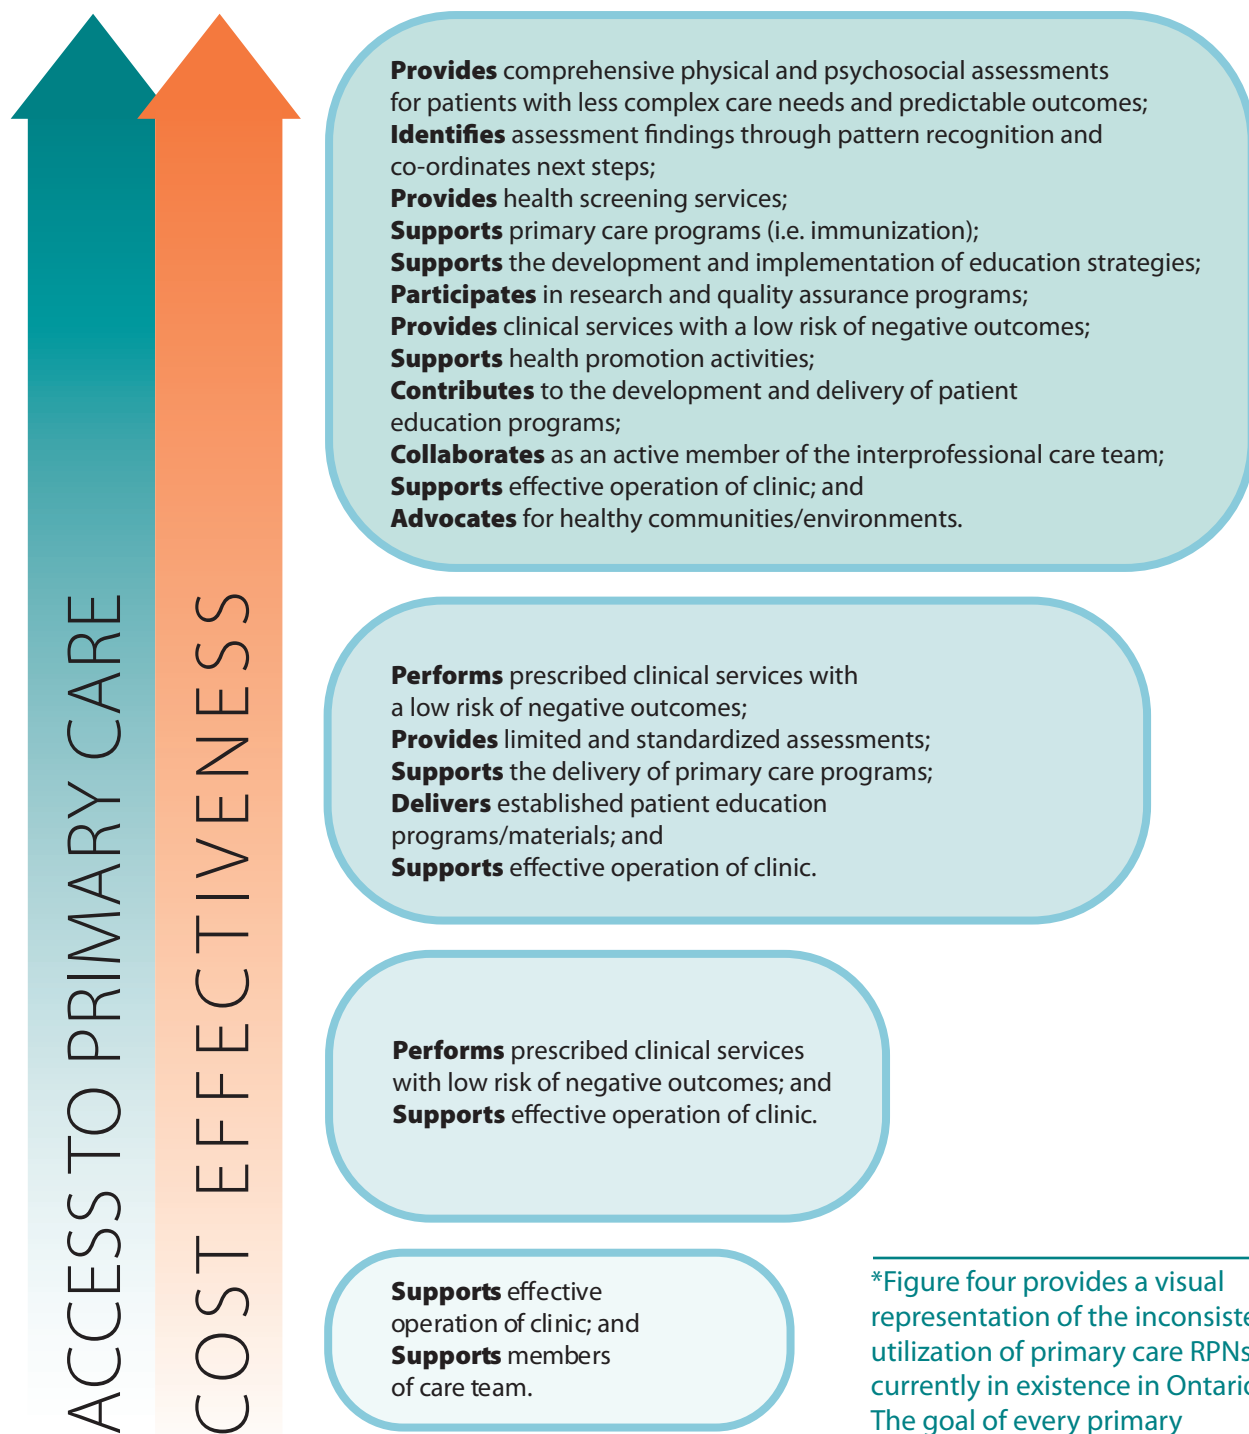 ACCESS TO PRIMARY CARE
COST EFFECTIVENESS
Provides comprehensive physical and psychosocial assessments
for patients with less complex care needs and predictable outcomes;
Identifies assessment findings through pattern recognition and
co-ordinates next steps;
Provides health screening services;
Supports primary care programs (i.e. immunization);
Supports the development and implementation of education strategies;
Participates in research and quality assurance programs;
Provides clinical services with a low risk of negative outcomes;
Supports health promotion activities;
Contributes to the development and delivery of patient
education programs;
Collaborates as an active member of the interprofessional care team;
Supports effective operation of clinic; and
Advocates for healthy communities/environments.
Performs prescribed clinical services with
a low risk of negative outcomes;
Provides limited and standardized assessments;
Supports the delivery of primary care programs;
Delivers established patient education
programs/materials; and
Supports effective operation of clinic.
Performs prescribed clinical services
with low risk of negative outcomes; and
Supports effective operation of clinic.
Supports effective
operation of clinic; and
Supports members
of care team.
*Figure four provides a visual
representation of the
utilization of primary care RPNs
currently in existence in
The goal of every primary